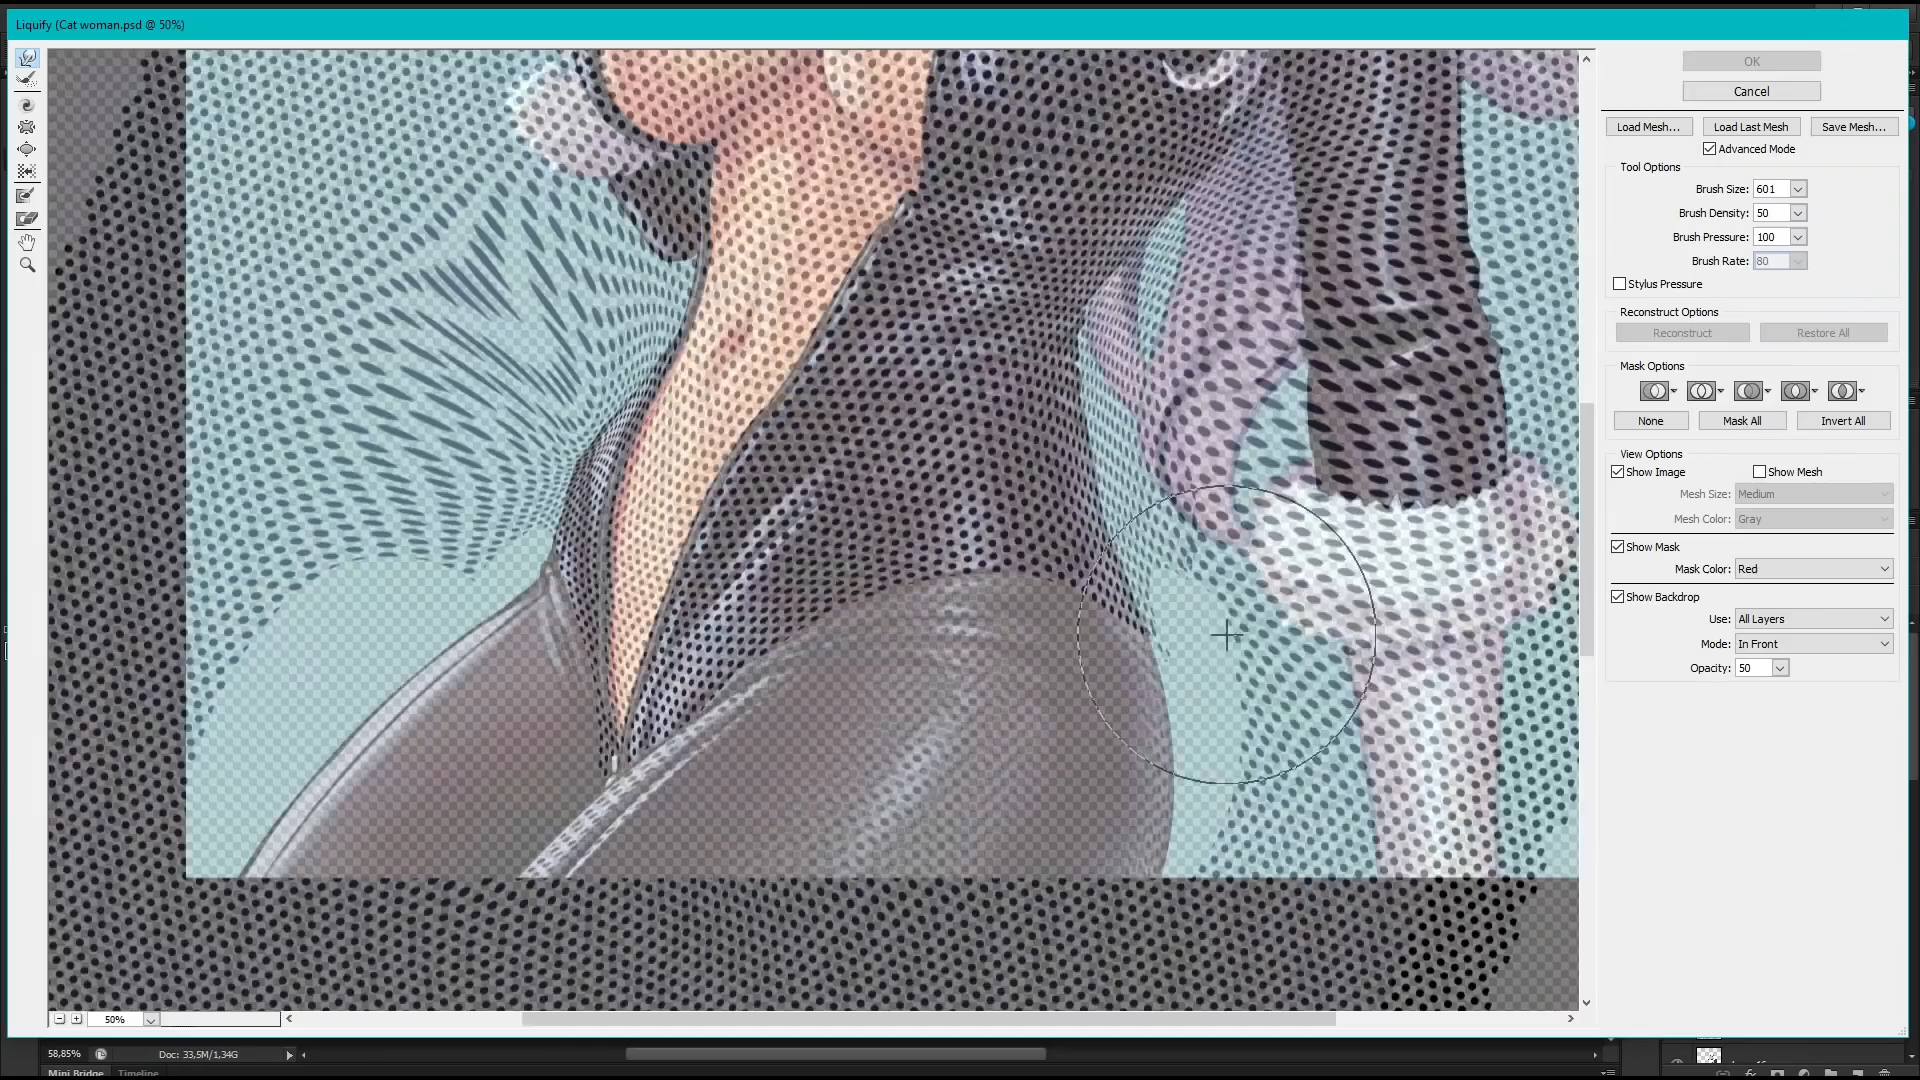 Liquify (Cat woman.psd @ 50%)
OK
Cancel
Load Mesh...
Load Last Mesh
Save Mesh...
Advanced Mode
Tool Options
Brush Size: 601
Brush Density: 50
Brush Pressure: 100
Brush Rate: 80
Stylus Pressure
Reconstruct Options
Reconstruct
Restore All
Mask Options
None
Mask All
Invert All
View Options
Show Image
Show Mesh
Mesh Size: Medium
Mesh Color: Gray
Show Mask
Mask Color: Red
Show Backdrop
Use: All Layers
Mode: In Front
Opacity: 50
50%
58,85%
Doc: 33,5M/1,34G
Mini Bridge
Timeline